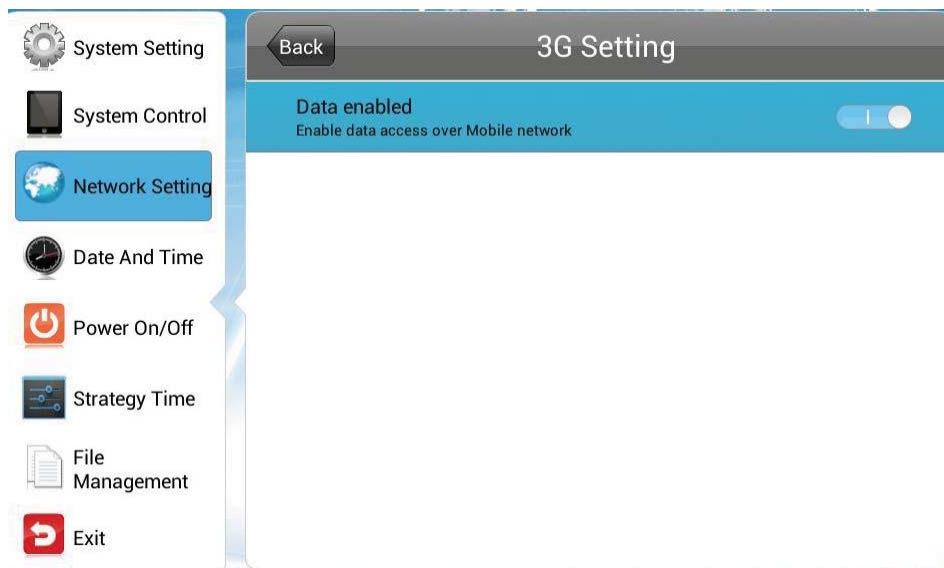 System Setting
System Control
Network Setting
Date And Time
Power On/Off
Strategy Time
File
Management
Exit
Back
3G Setting
Data enabled
Enable data access over Mobile network